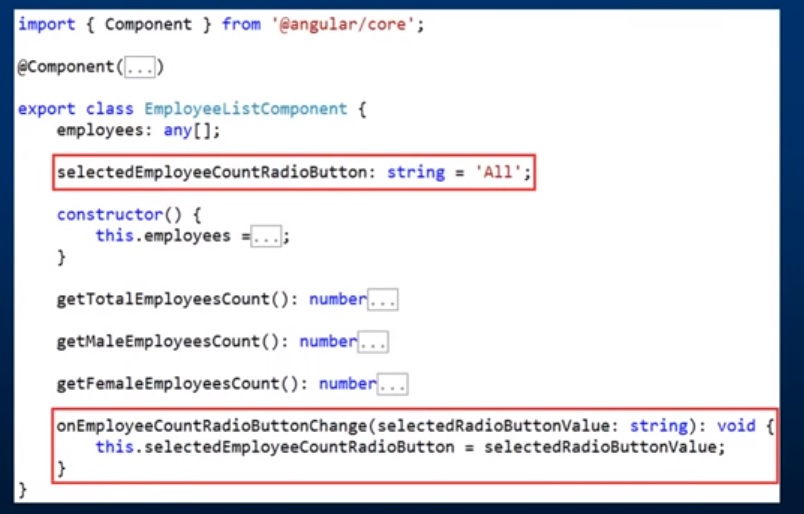 import { Component } from '@angular/core';
@Component(...)
export class EmployeeListComponent {
employees: any[];
selectedEmployeeCountRadioButton: string = 'All';
constructor() {
this.employees =...;
}
getTotalEmployeesCount(): number...
getMaleEmployeesCount(): number...
getFemaleEmployeesCount(): number...
onEmployeeCountRadioButtonChange(selectedRadioButtonValue: string): void {
this.selectedEmployeeCountRadioButton = selectedRadioButtonValue;
}
}